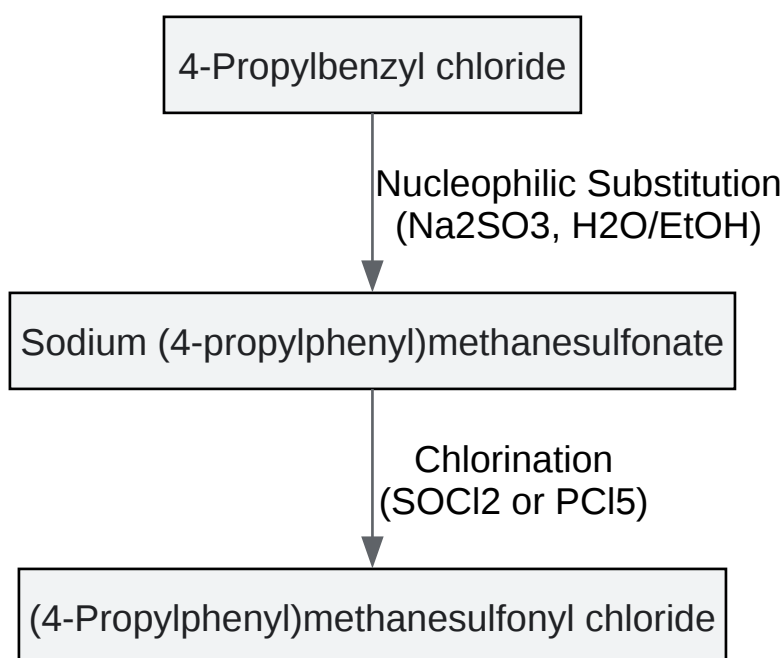 4-Propylbenzyl chloride
Nucleophilic Substitution
(Na2SO3, H2O/EtOH)
Sodium (4-propylphenyl)methanesulfonate
Chlorination
(SOCl2 or PCl5)
(4-Propylphenyl)methanesulfonyl chloride